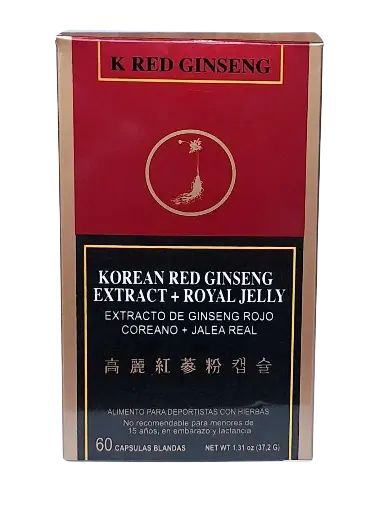 K RED GINSENG
KOREAN RED GINSENG
EXTRACT + ROYAL JELLY
EXTRACTO DE GINSENG ROJO
COREANO + JALEA REAL
高麗紅蔘粉캡슐
ALIMENTO PARA DEPORTISTAS CON HIERBAS
No recomendable para menores de
15 años, en embarazo y lactancia
60 CAPSULAS BLANDAS NET WT 1.31 oz (37,2 G)